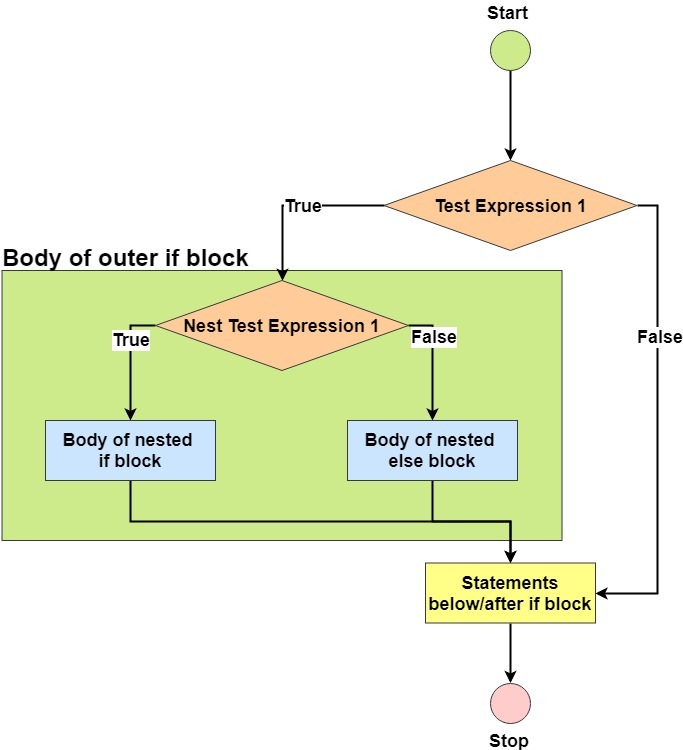 Start
Test Expression 1
True
Body of outer if block
Nest Test Expression 1
True
False
False
Body of nested
if block
Body of nested
else block
Statements
below/after if block
Stop